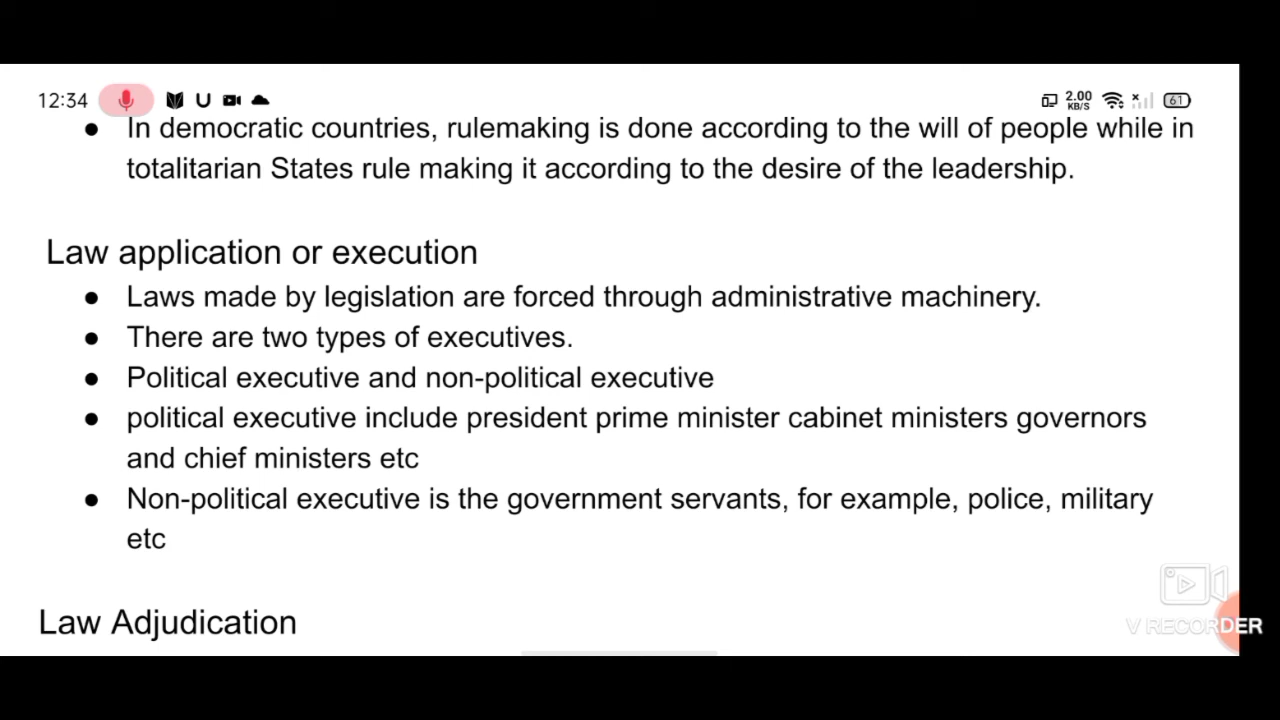 12:34
2.00
KB/S
61
● In democratic countries, rulemaking is done according to the will of people while in
totalitarian States rule making it according to the desire of the leadership.
Law application or execution
● Laws made by legislation are forced through administrative machinery.
● There are two types of executives.
● Political executive and non-political executive
● political executive include president prime minister cabinet ministers governors
and chief ministers etc
● Non-political executive is the government servants, for example, police, military
etc
Law Adjudication
V RECORDER